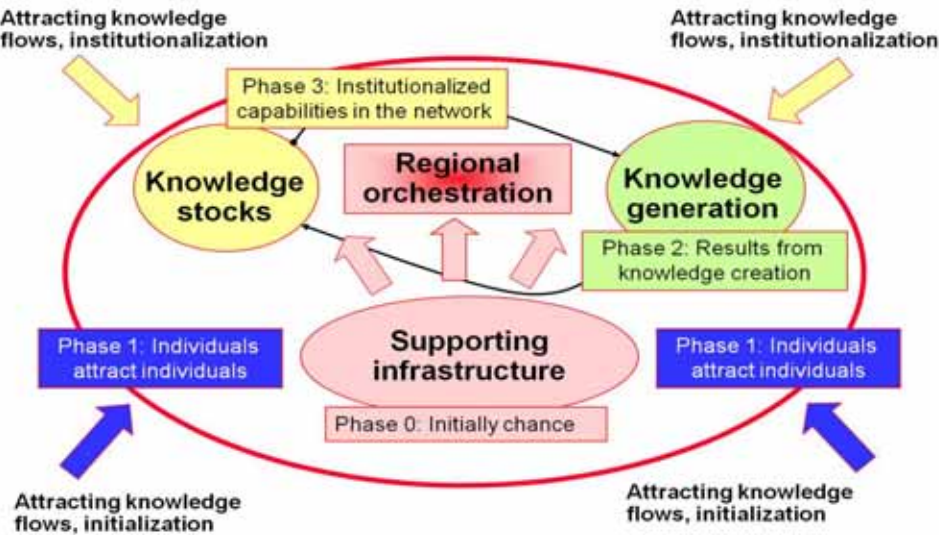 Attracting knowledge
flows, institutionalization
Attracting knowledge
flows, institutionalization
Phase 3: Institutionalized
capabilities in the network
Knowledge
stocks
Regional
orchestration
Knowledge
generation
Phase 2: Results from
knowledge creation
Phase 1: Individuals
attract individuals
Supporting
infrastructure
Phase 1: Individuals
attract individuals
Phase 0: Initially chance
Attracting knowledge
flows, initialization
Attracting knowledge
flows, initialization